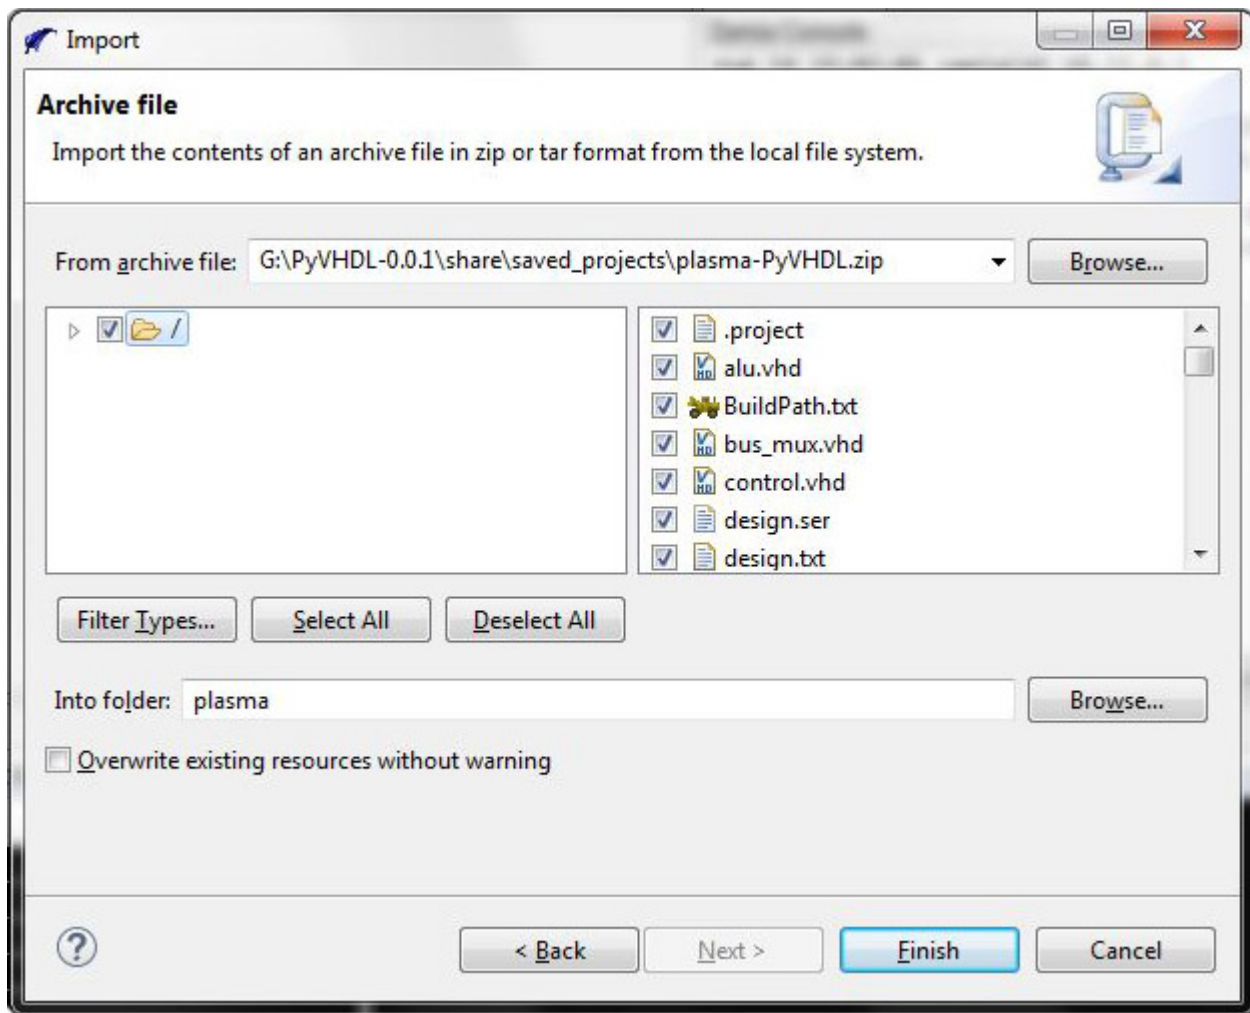 Import
Archive file
Import the contents of an archive file in zip or tar format from the local file system.
From archive file: G:\PyVHDL-0.0.1\share\saved_projects\plasma-PyVHDL.zip Browse...
/
.project
alu.vhd
BuildPath.txt
bus_mux.vhd
control.vhd
design.ser
design.txt
Filter Types... Select All Deselect All
Into folder: plasma Browse...
Overwrite existing resources without warning
? < Back Next > Finish Cancel